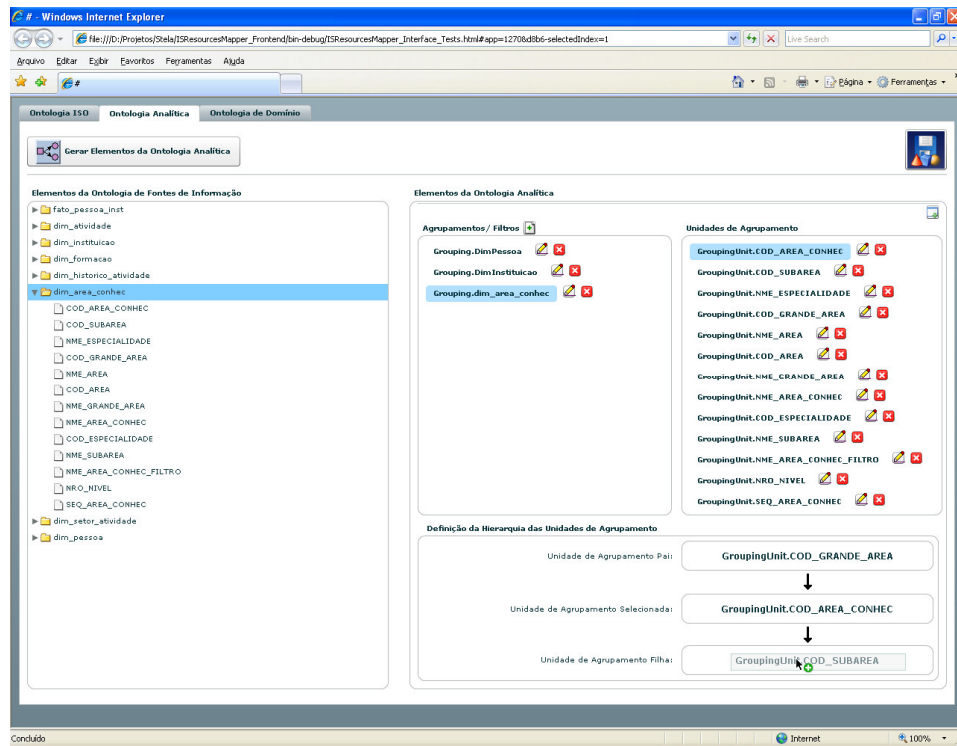 # - Windows Internet Explorer
file:///D:/Projetos/Stela/ISResourcesMapper_Frontend/bin-debug/ISResourcesMapper_Interface_Tests.html#app=1270&d8b6-selectedIndex=1
Live Search
Arquivo Editar Exibir Favoritos Ferramentas Ajuda
#
Página
Ferramentas
Ontologia ISO Ontologia Analítica Ontologia de Domínio
Gerar Elementos da Ontologia Analítica
Elementos da Ontologia de Fontes de Informação
fato_pessoa_inst
dim_atividade
dim_instituicao
dim_formacao
dim_historico_atividade
dim_area_conhec
COD_AREA_CONHEC
COD_SUBAREA
NME_ESPECIALIDADE
COD_GRANDE_AREA
NME_AREA
COD_AREA
NME_GRANDE_AREA
NME_AREA_CONHEC
COD_ESPECIALIDADE
NME_SUBAREA
NME_AREA_CONHEC_FILTRO
NRO_NIVEL
SEQ_AREA_CONHEC
dim_setor_atividade
dim_pessoa
Elementos da Ontologia Analítica
Agrupamentos/ Filtros
Grouping.DimPessoa
Grouping.DimInstituicao
Grouping.dim_area_conhec
Unidades de Agrupamento
GroupingUnit.COD_AREA_CONHEC
GroupingUnit.COD_SUBAREA
GroupingUnit.NME_ESPECIALIDADE
GroupingUnit.COD_GRANDE_AREA
GroupingUnit.NME_AREA
GroupingUnit.COD_AREA
GroupingUnit.NME_GRANDE_AREA
GroupingUnit.NME_AREA_CONHEC
GroupingUnit.COD_ESPECIALIDADE
GroupingUnit.NME_SUBAREA
GroupingUnit.NME_AREA_CONHEC_FILTRO
GroupingUnit.NRO_NIVEL
GroupingUnit.SEQ_AREA_CONHEC
Definição da Hierarquia das Unidades de Agrupamento
Unidade de Agrupamento Pai: GroupingUnit.COD_GRANDE_AREA
Unidade de Agrupamento Selecionada: GroupingUnit.COD_AREA_CONHEC
Unidade de Agrupamento Filha: GroupingUnit.COD_SUBAREA
Concluído
Internet
100%